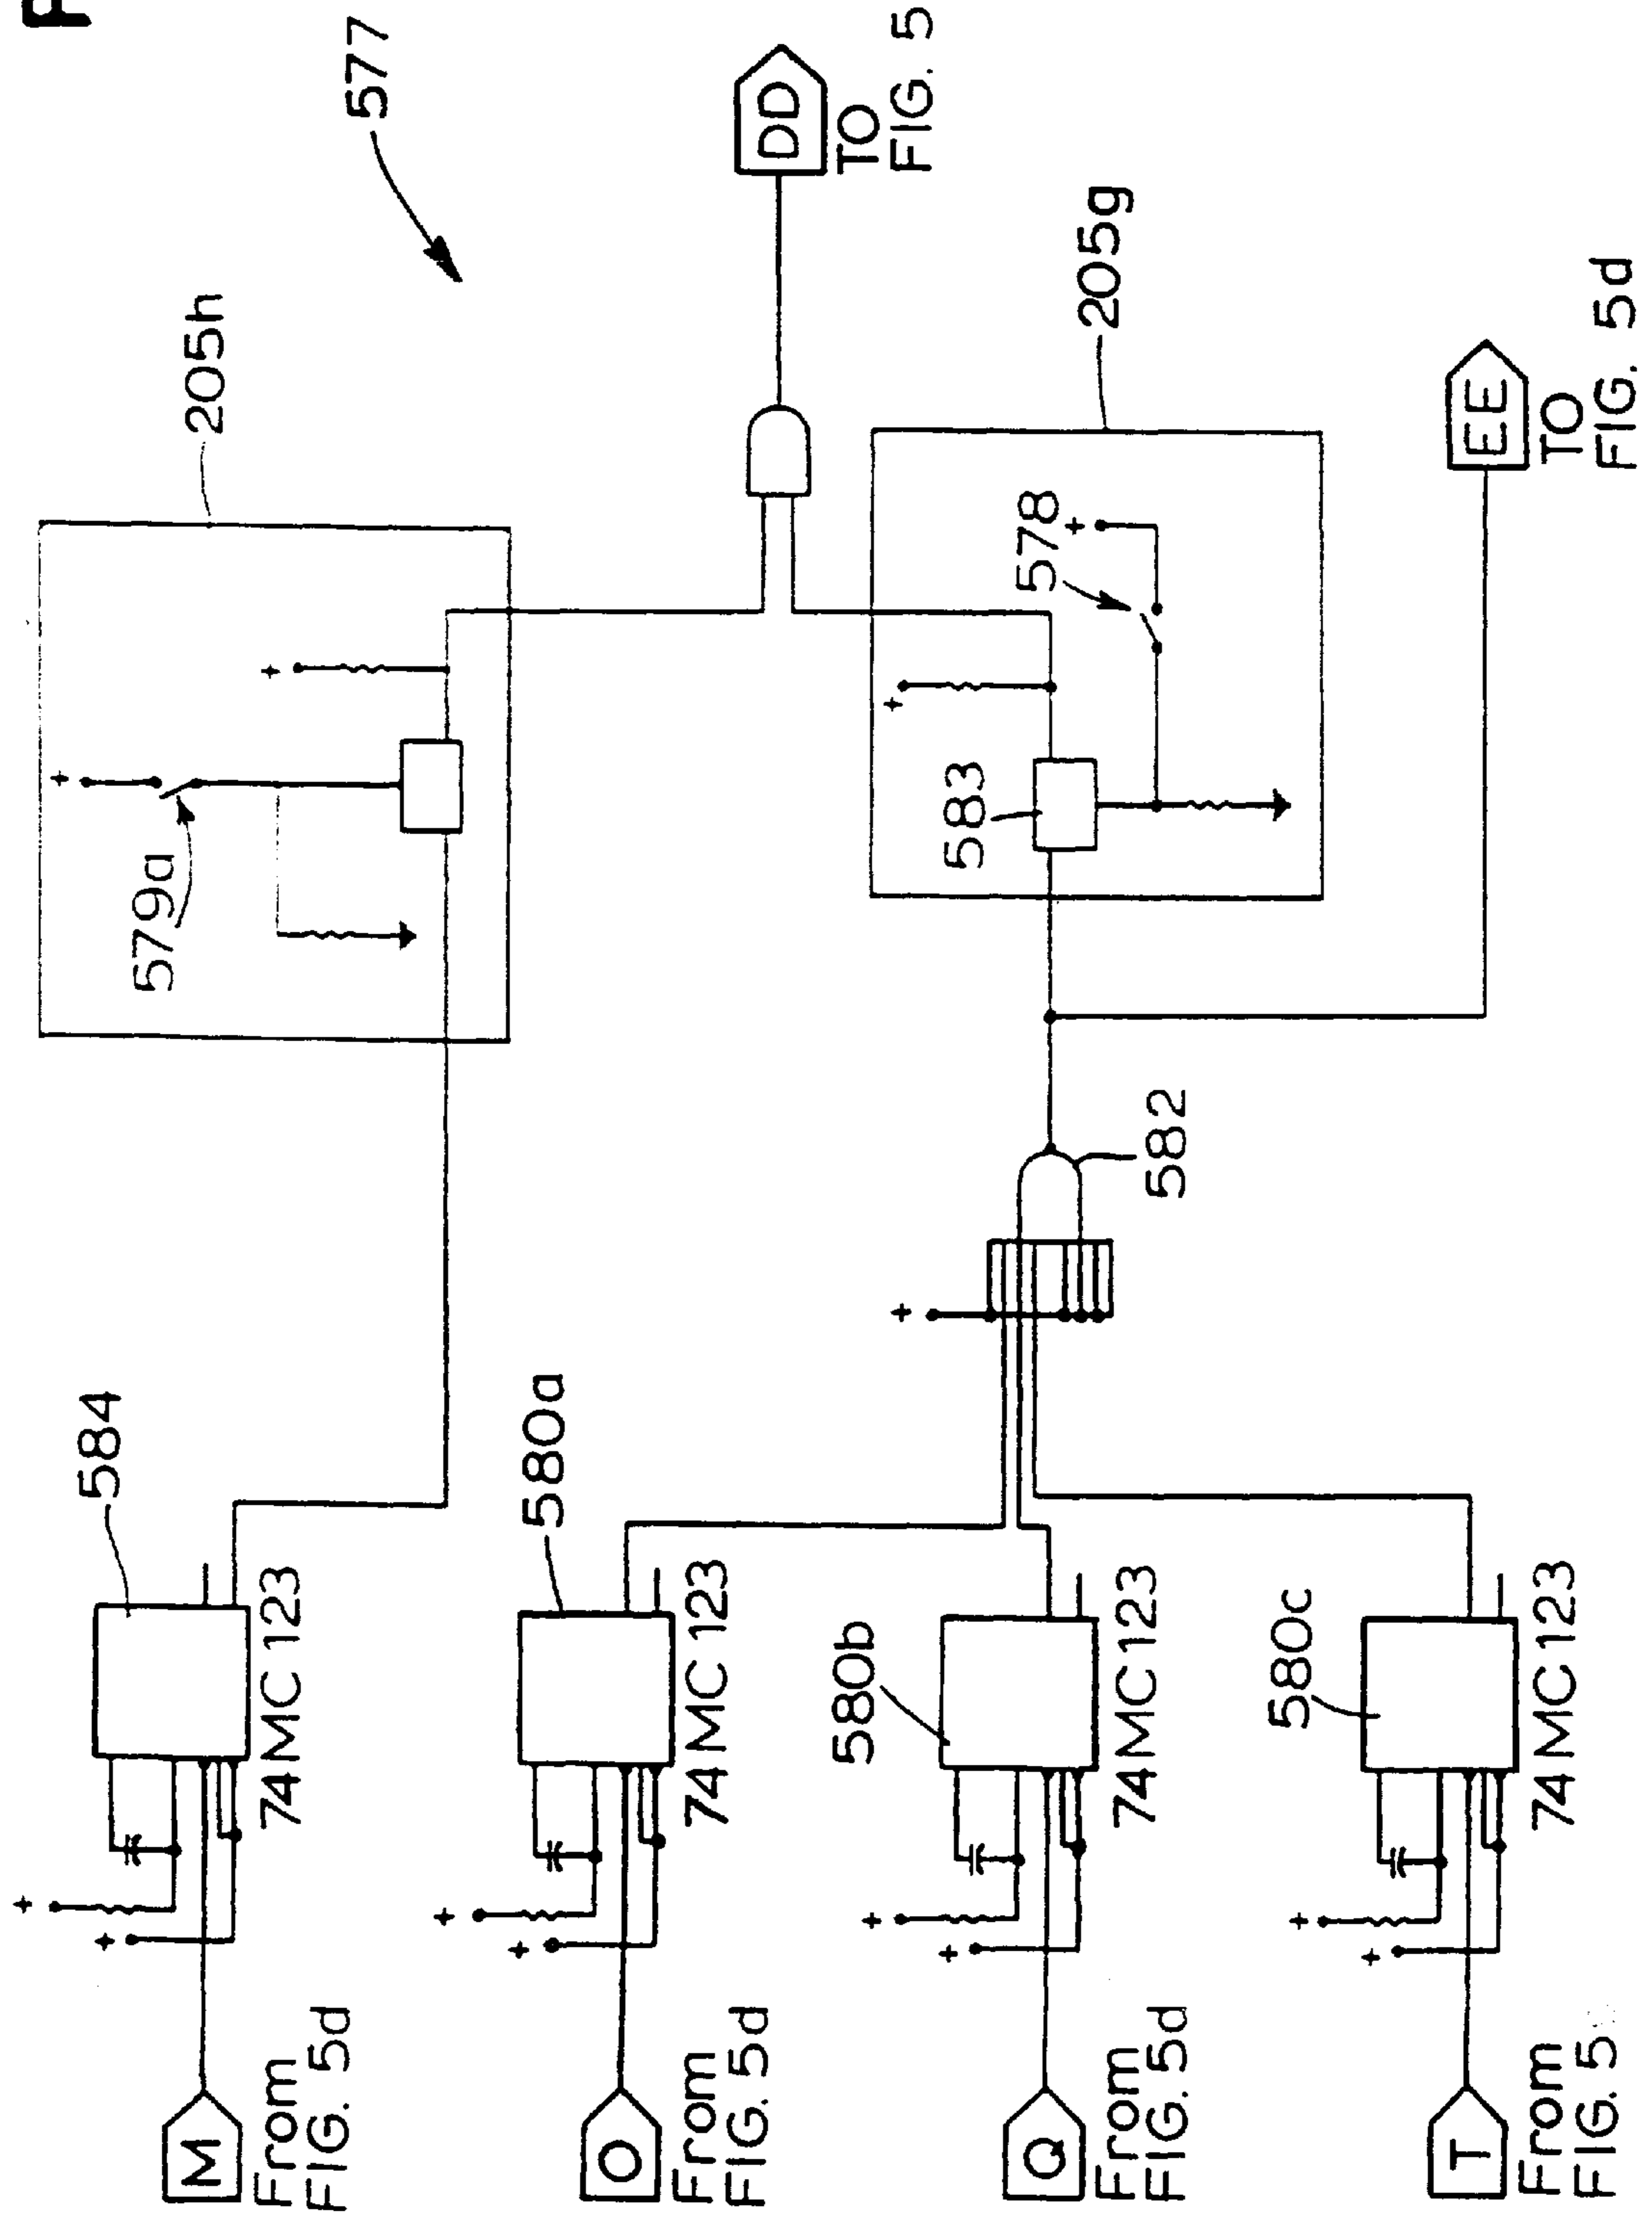 577
205h
579a
+
+
584
+
+
M
From
FIG. 5d
74MC123
DD
TO
FIG. 5
580a
+
+
O
From
FIG. 5d
74MC123
205g
578
+
+
583
+
582
580b
+
+
Q
From
FIG. 5d
74MC123
EE
TO
FIG. 5d
580c
+
+
T
From
FIG. 5
74MC123